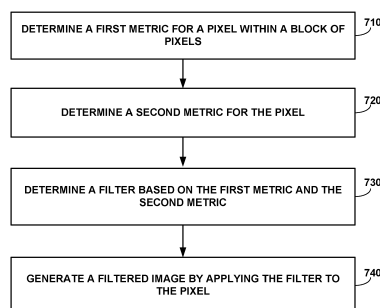 DETERMINE A FIRST METRIC FOR A PIXEL WITHIN A BLOCK OF
PIXELS
710
DETERMINE A SECOND METRIC FOR THE PIXEL
720
DETERMINE A FILTER BASED ON THE FIRST METRIC AND THE
SECOND METRIC
730
GENERATE A FILTERED IMAGE BY APPLYING THE FILTER TO
THE PIXEL
740